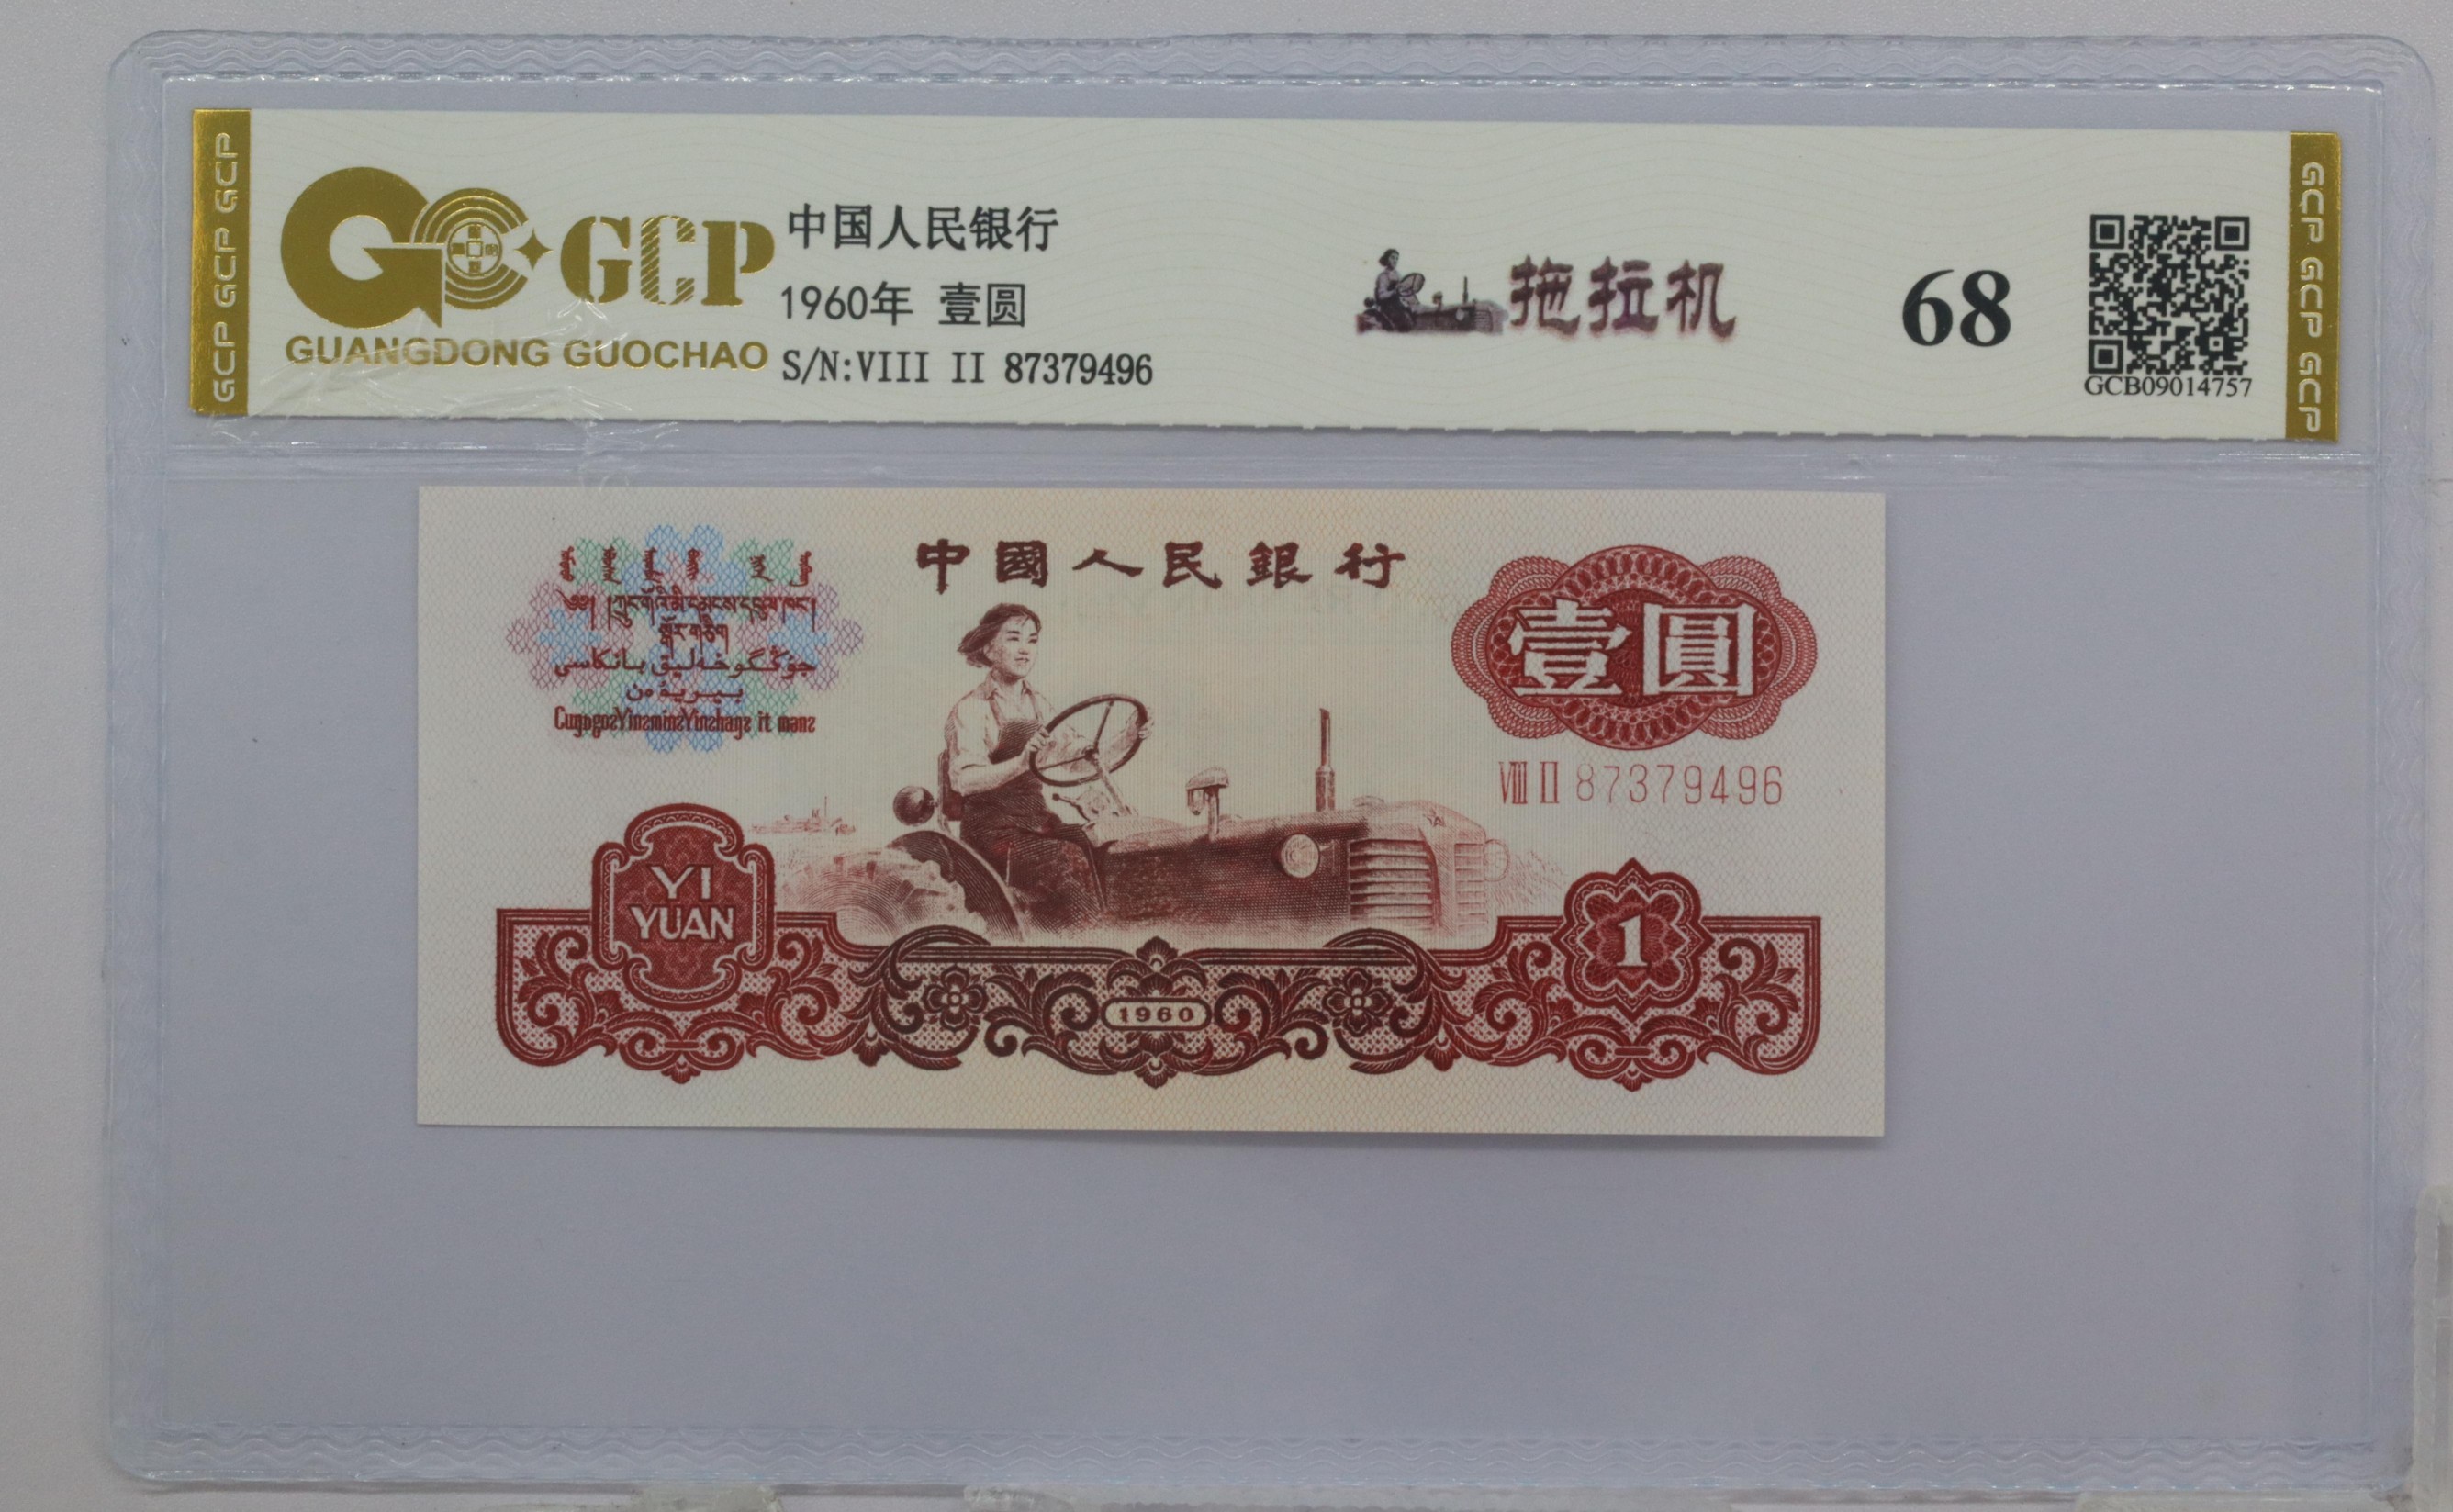 GCP GCP GCP
GCP
GUANGDONG GUOCHAO
中国人民银行
1960年 壹圆
S/N:VIII II 87379496
拖拉机
68
GCB09014757
GCP GCP GCP
中國人民銀行
壹圓
VIII II 87379496
YI
YUAN
1960
1